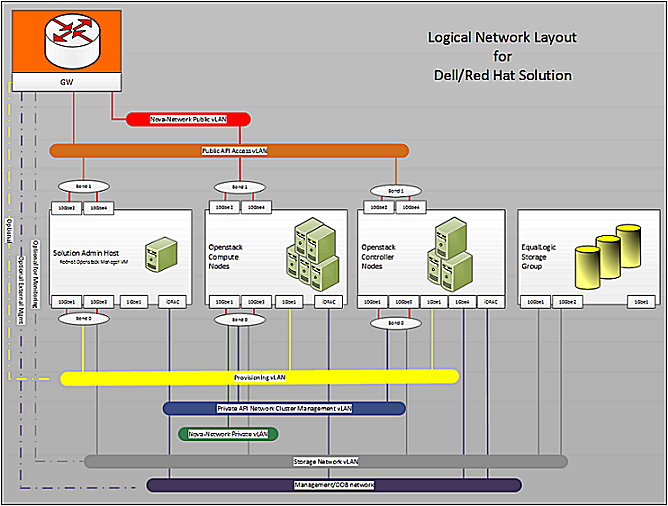 Logical Network Layout
for
Dell/Red Hat Solution
GW
Nova-Network Public vLAN
Public API Access vLAN
Bond 1
Bond 1
Bond 1
10Gbe2
10Gbe4
10Gbe2
10Gbe4
10Gbe2
10Gbe4
Solution Admin Host
Redhat Openstack Manager VM
Openstack
Compute
Nodes
Openstack
Controller
Nodes
EqualLogic
Storage
Group
10Gbe1
10Gbe3
1Gbe1
iDRAC
10Gbe1
10Gbe3
1Gbe1
iDRAC
10Gbe1
10Gbe3
1Gbe1
1Gbe4
iDRAC
10Gbe1
10Gbe2
1Gbe1
Bond 0
Bond 0
Bond 0
Optional
Optional External Mgmt
Optional for Monitoring
Provisioning vLAN
Private API Network Cluster Management vLAN
Nova-Network Private vLAN
Storage Network vLAN
Management/OOB network